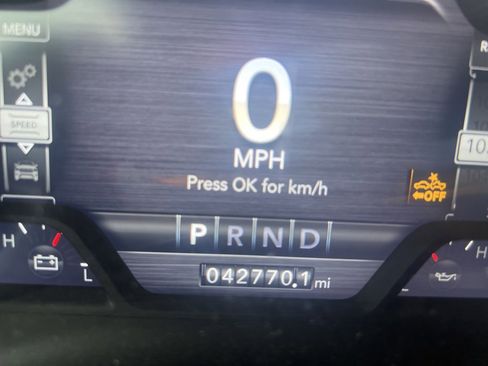 MENU
0
SPEED
MPH
Press OK for km/h
OFF
P R N D
H
L
H
042770.1 mi